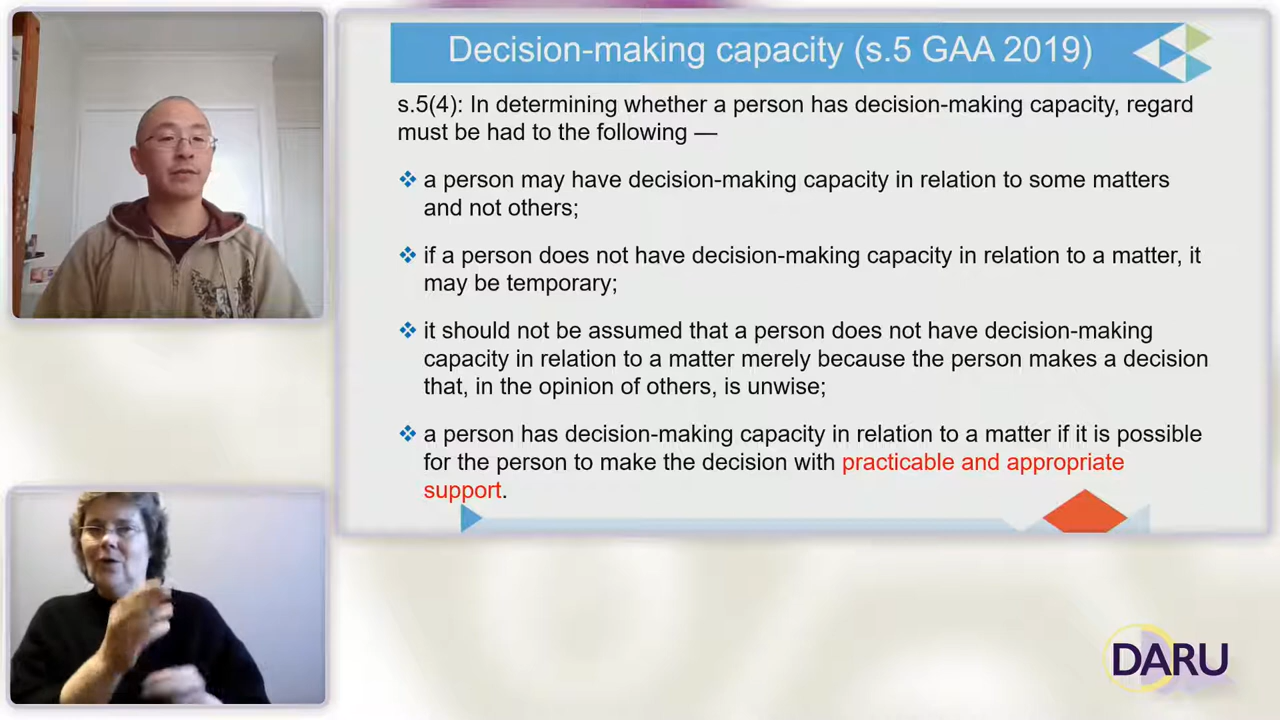 Decision-making capacity (s.5 GAA 2019)
s.5(4): In determining whether a person has decision-making capacity, regard
must be had to the following —
a person may have decision-making capacity in relation to some matters
and not others;
if a person does not have decision-making capacity in relation to a matter, it
may be temporary;
it should not be assumed that a person does not have decision-making
capacity in relation to a matter merely because the person makes a decision
that, in the opinion of others, is unwise;
a person has decision-making capacity in relation to a matter if it is possible
for the person to make the decision with practicable and appropriate
support.
DARU